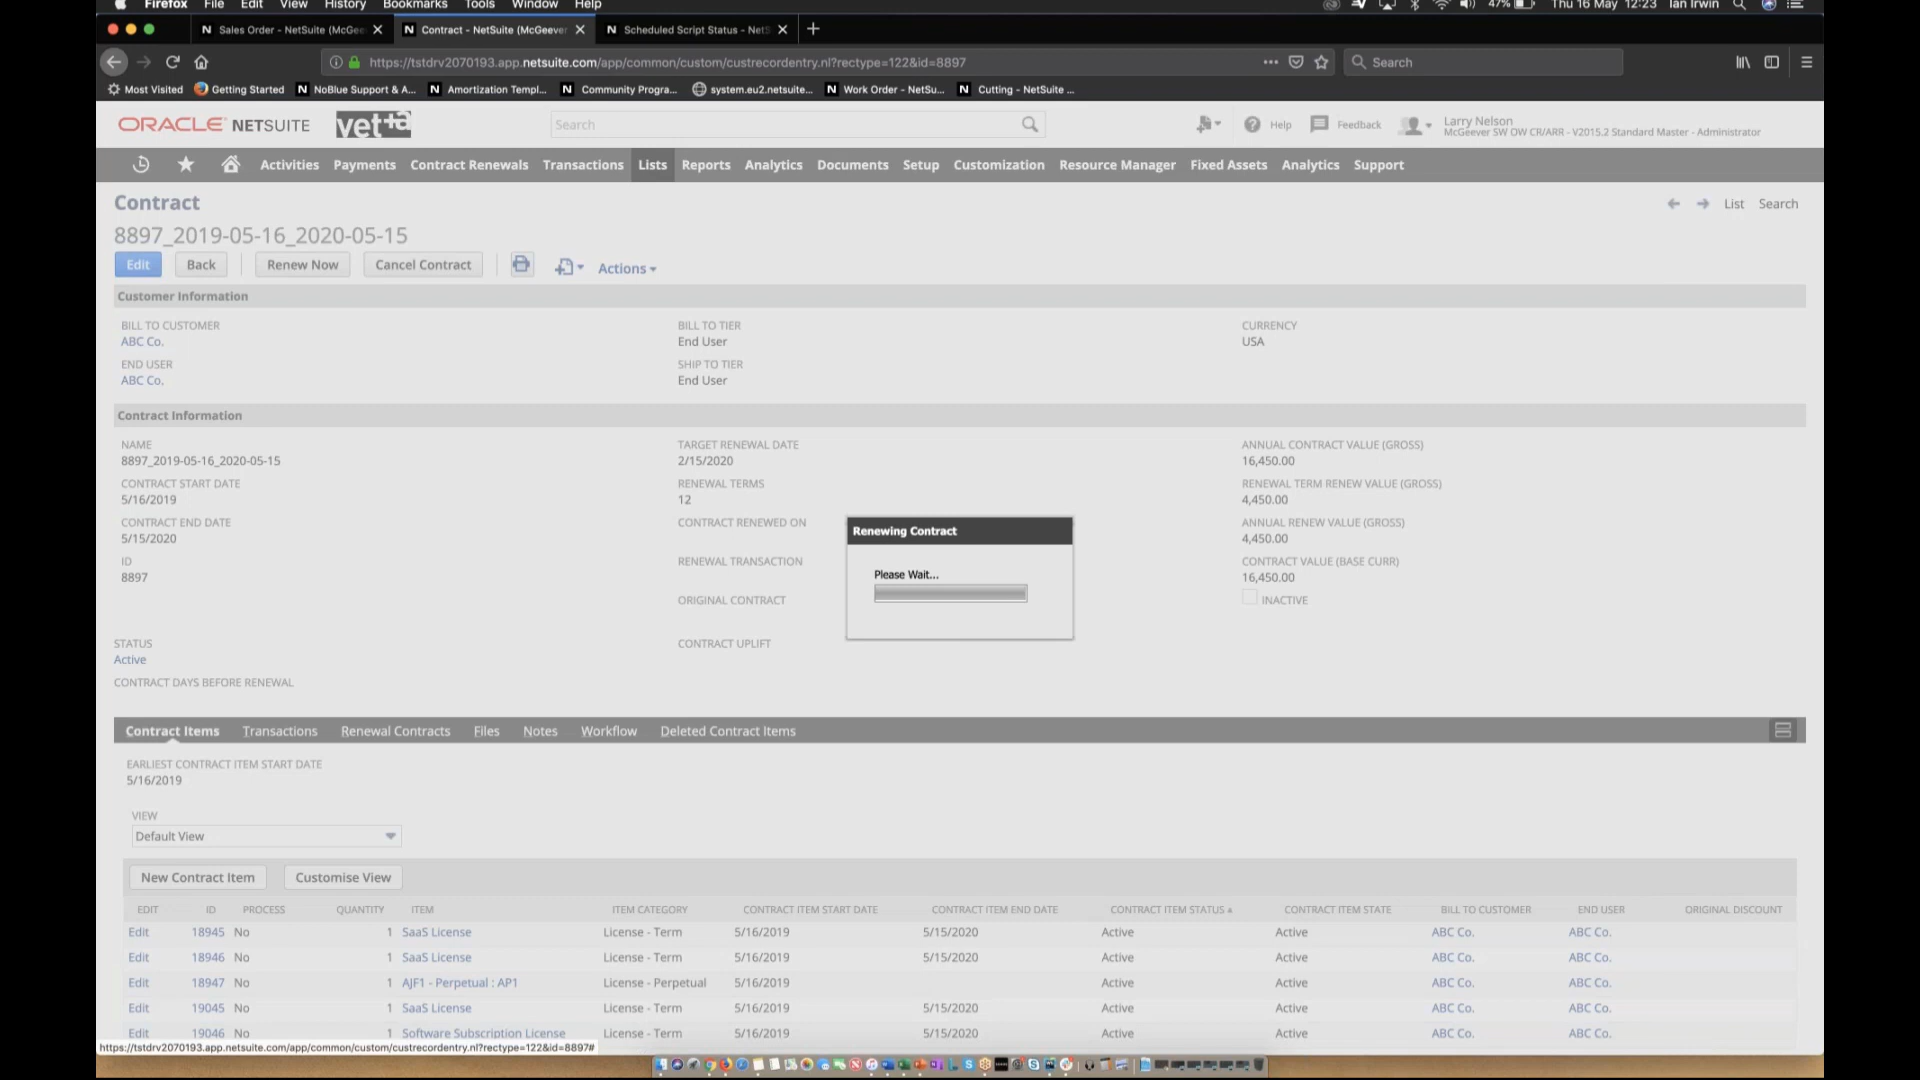 Firefox File Edit View History Bookmarks Tools Window Help 47% Thu 16 May 12:23 Ian Irwin
N Sales Order - NetSuite (McGee N Contract - NetSuite (McGeever N Scheduled Script Status - NetS
https://tstdrv2070193.app.netsuite.com/app/common/custom/custrecordentry.nl?rectype=122&id=8897 Search
Most Visited Getting Started N NoBlue Support & A... N Amortization Templ... N Community Progra... system.eu2.netsuite... N Work Order - NetSu... N Cutting - NetSuite ...
ORACLE NETSUITE vetta Search Help Feedback Larry Nelson
McGeever SW OW CR/ARR - V2015.2 Standard Master - Administrator
Activities Payments Contract Renewals Transactions Lists Reports Analytics Documents Setup Customization Resource Manager Fixed Assets Analytics Support
Contract List Search
8897_2019-05-16_2020-05-15
Edit Back Renew Now Cancel Contract Actions
Customer Information
BILL TO CUSTOMER BILL TO TIER CURRENCY
ABC Co. End User USA
END USER SHIP TO TIER
ABC Co. End User
Contract Information
NAME TARGET RENEWAL DATE ANNUAL CONTRACT VALUE (GROSS)
8897_2019-05-16_2020-05-15 2/15/2020 16,450.00
CONTRACT START DATE RENEWAL TERMS RENEWAL TERM RENEW VALUE (GROSS)
5/16/2019 12 4,450.00
CONTRACT END DATE CONTRACT RENEWED ON ANNUAL RENEW VALUE (GROSS)
Renewing Contract
5/15/2020 4,450.00
ID RENEWAL TRANSACTION CONTRACT VALUE (BASE CURR)
8897 Please Wait... 16,450.00
ORIGINAL CONTRACT INACTIVE
STATUS CONTRACT UPLIFT
Active
CONTRACT DAYS BEFORE RENEWAL
Contract Items Transactions Renewal Contracts Files Notes Workflow Deleted Contract Items
EARLIEST CONTRACT ITEM START DATE
5/16/2019
VIEW
Default View
New Contract Item Customise View
EDIT ID PROCESS QUANTITY ITEM ITEM CATEGORY CONTRACT ITEM START DATE CONTRACT ITEM END DATE CONTRACT ITEM STATUS CONTRACT ITEM STATE BILL TO CUSTOMER END USER ORIGINAL DISCOUNT
Edit 18945 No 1 SaaS License License - Term 5/16/2019 5/15/2020 Active Active ABC Co. ABC Co.
Edit 18946 No 1 SaaS License License - Term 5/16/2019 5/15/2020 Active Active ABC Co. ABC Co.
Edit 18947 No 1 AJF1 - Perpetual : AP1 License - Perpetual 5/16/2019 Active Active ABC Co. ABC Co.
Edit 19045 No 1 SaaS License License - Term 5/16/2019 5/15/2020 Active Active ABC Co. ABC Co.
Edit 19046 No 1 Software Subscription License License - Term 5/16/2019 5/15/2020 Active Active ABC Co. ABC Co.
https://tstdrv2070193.app.netsuite.com/app/common/custom/custrecordentry.nl?rectype=122&id=8897#